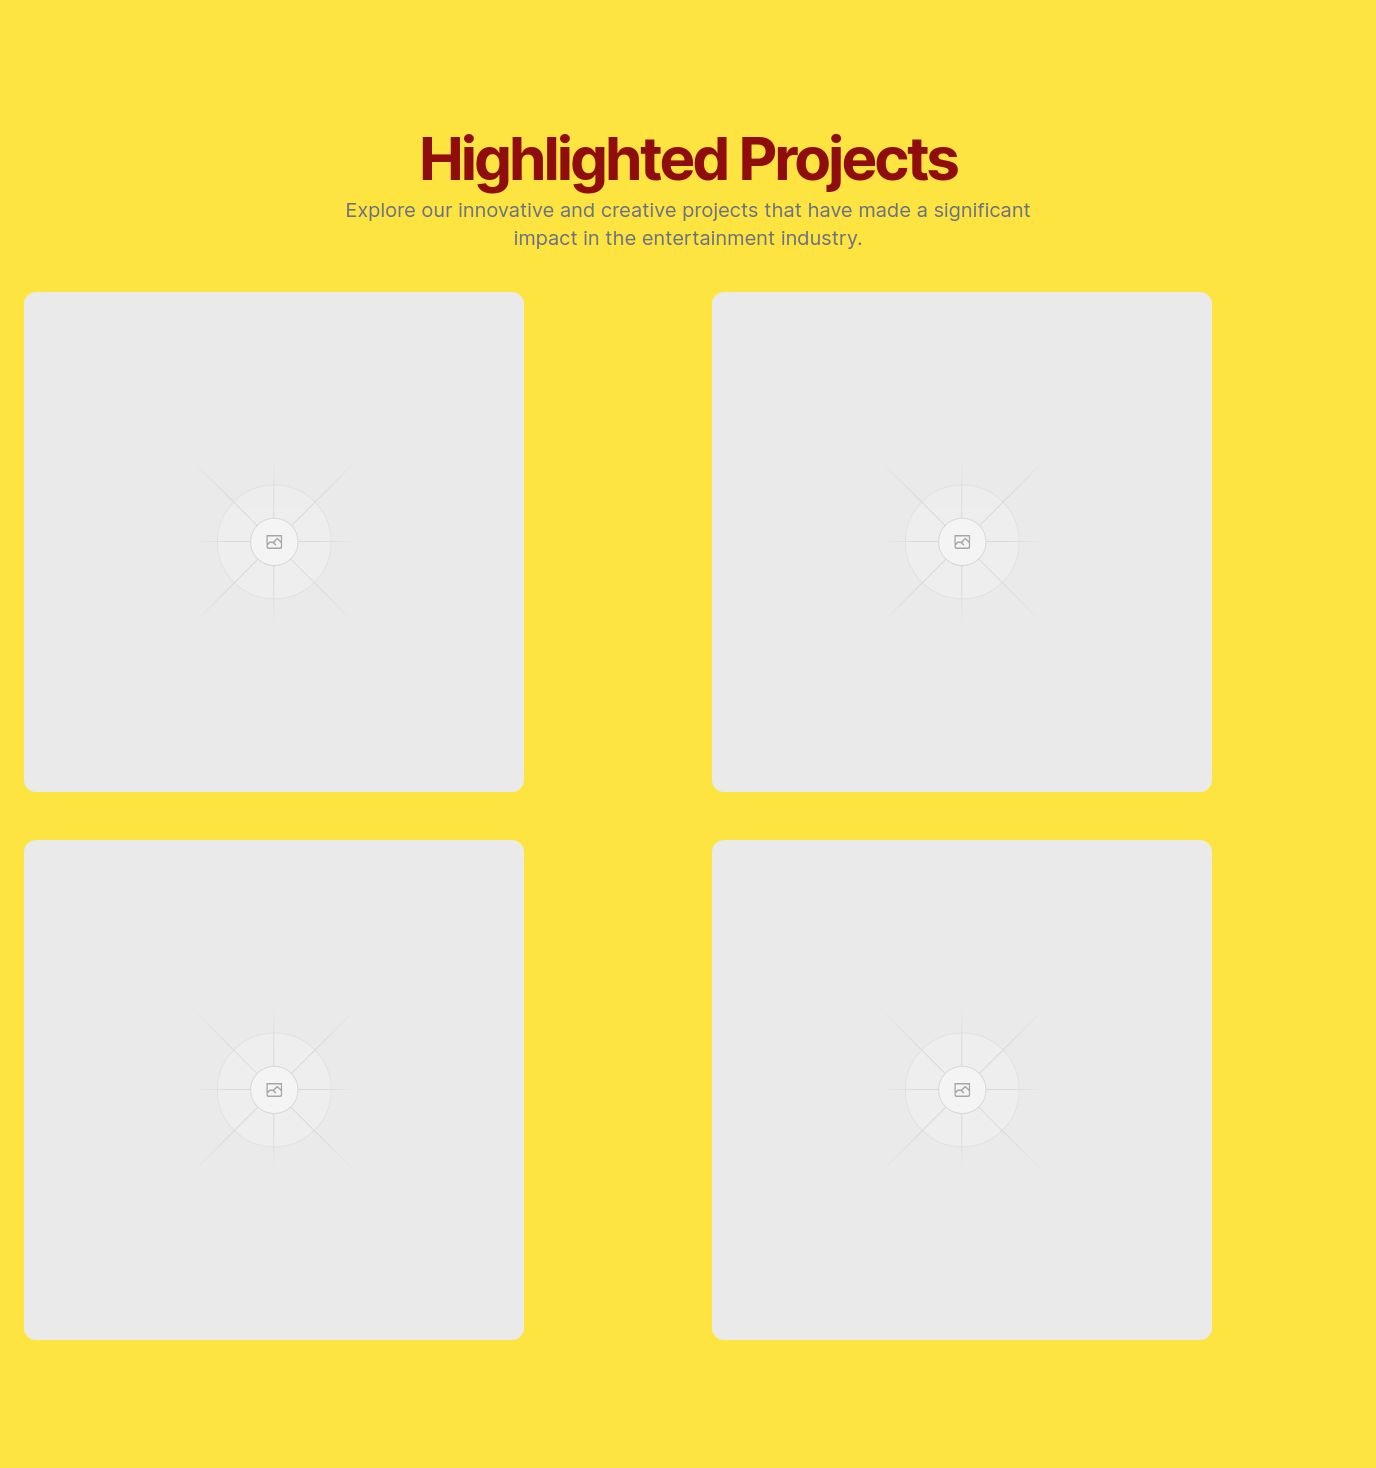 Highlighted Projects
Explore our innovative and creative projects that have made a significant
impact in the entertainment industry.